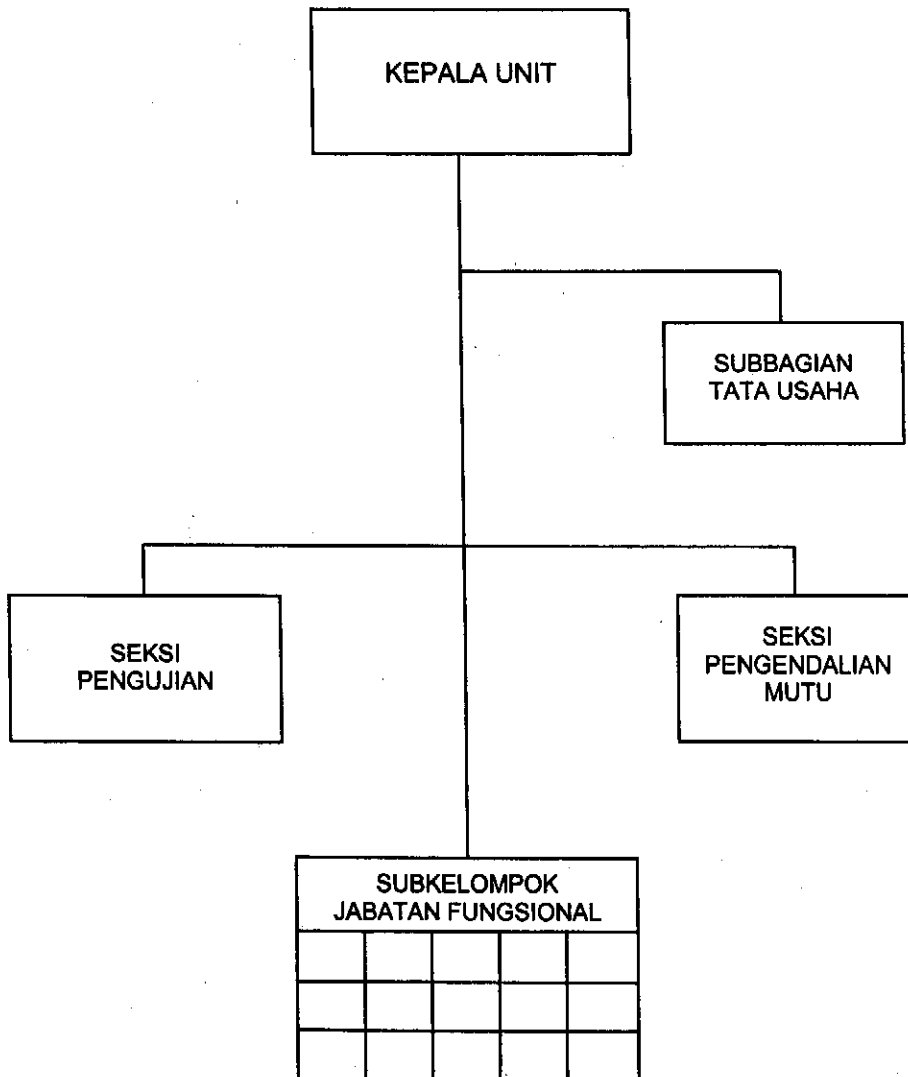 KEPALA UNIT
SUBBAGIAN
TATA USAHA
SEKSI
PENGUJIAN
SEKSI
PENGENDALIAN
MUTU
SUBKELOMPOK
JABATAN FUNGSIONAL